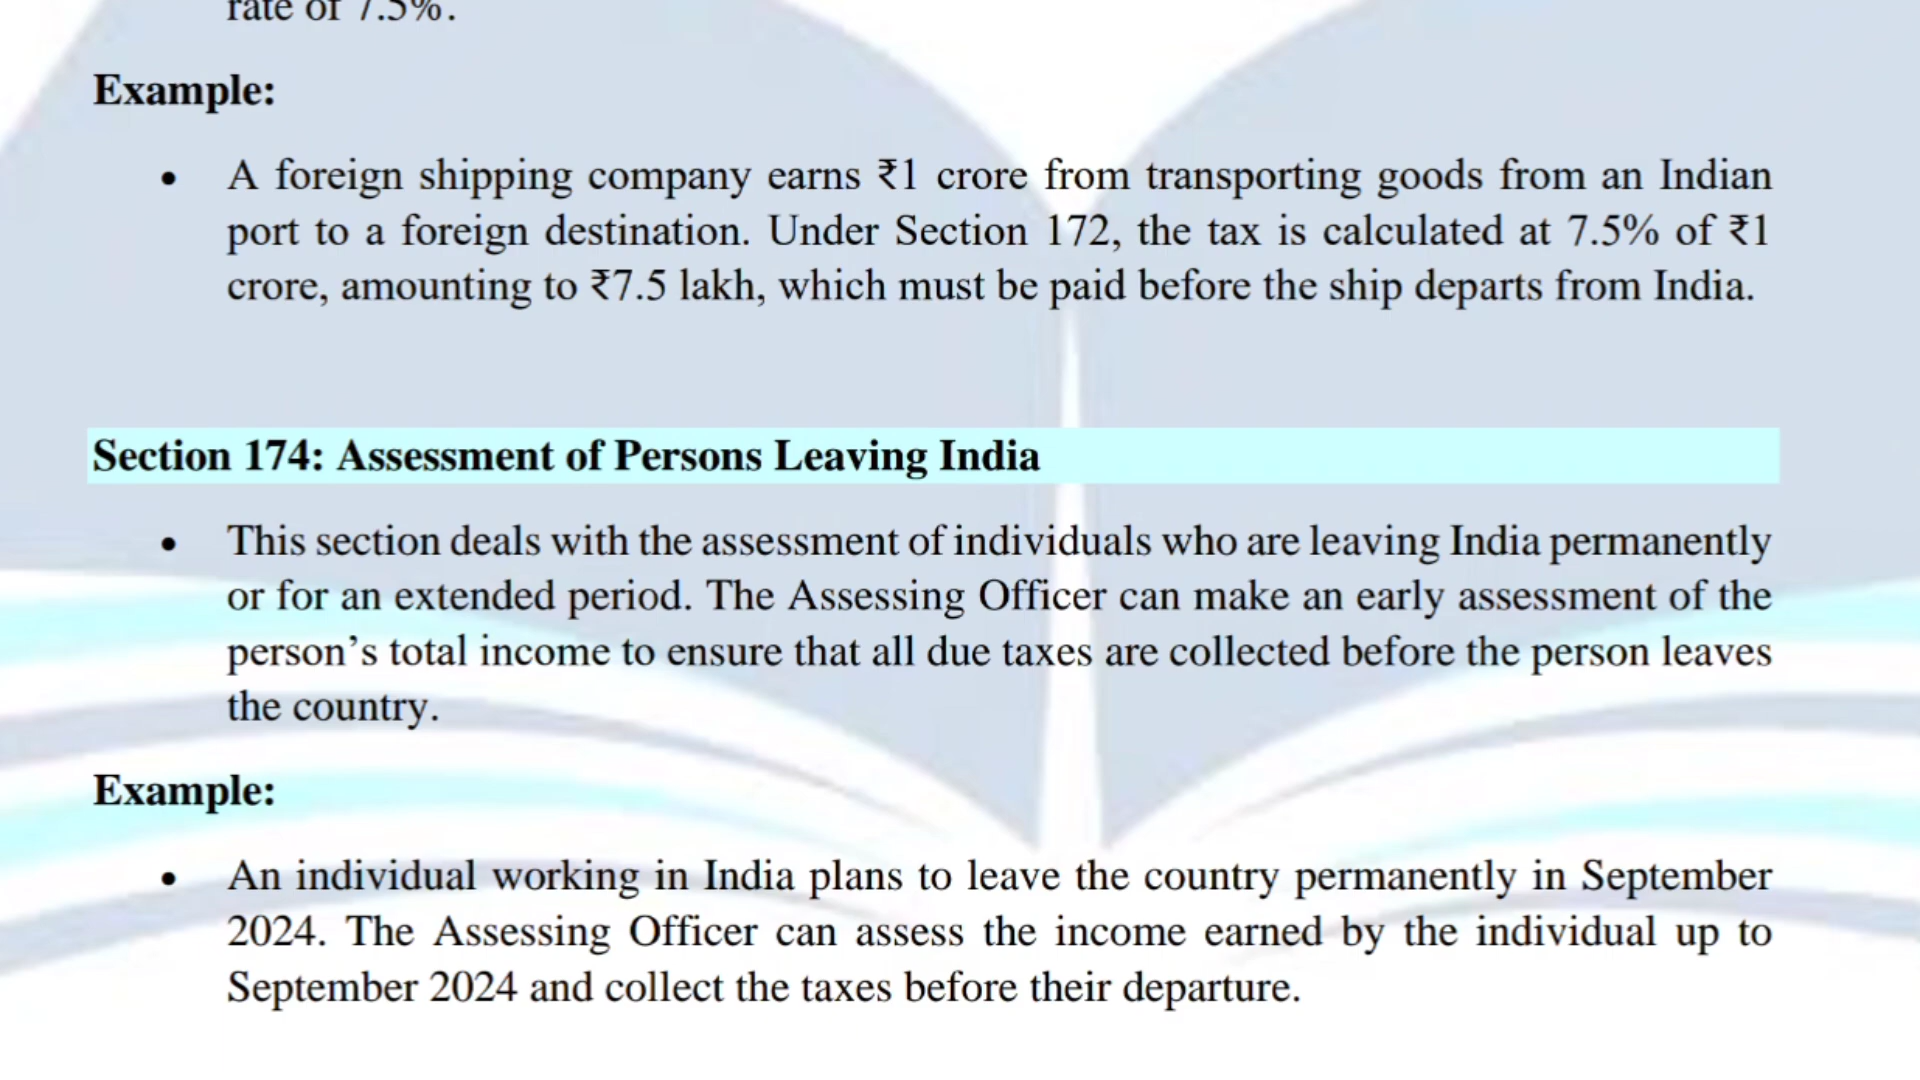 rate of 7.5%.
Example:
• A foreign shipping company earns ₹1 crore from transporting goods from an Indian
port to a foreign destination. Under Section 172, the tax is calculated at 7.5% of ₹1
crore, amounting to ₹7.5 lakh, which must be paid before the ship departs from India.
Section 174: Assessment of Persons Leaving India
• This section deals with the assessment of individuals who are leaving India permanently
or for an extended period. The Assessing Officer can make an early assessment of the
person’s total income to ensure that all due taxes are collected before the person leaves
the country.
Example:
• An individual working in India plans to leave the country permanently in September
2024. The Assessing Officer can assess the income earned by the individual up to
September 2024 and collect the taxes before their departure.